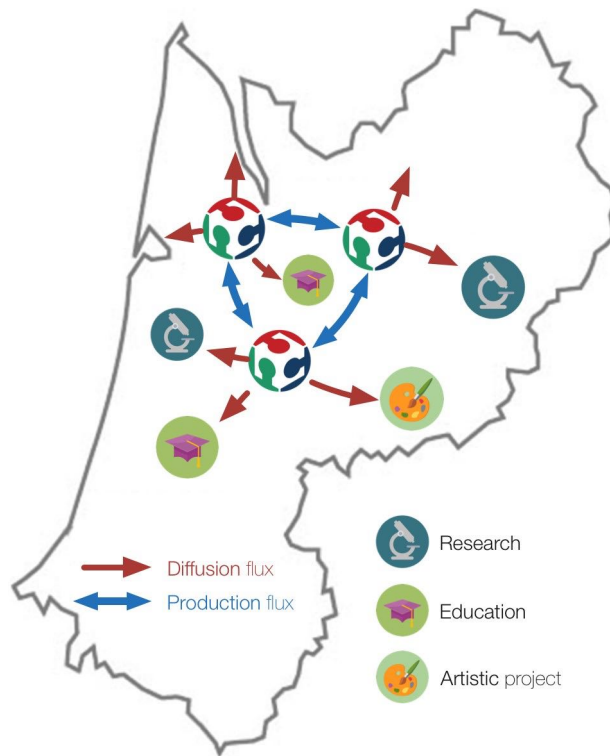 Research
Diffusion flux
Production flux
Education
Artistic project